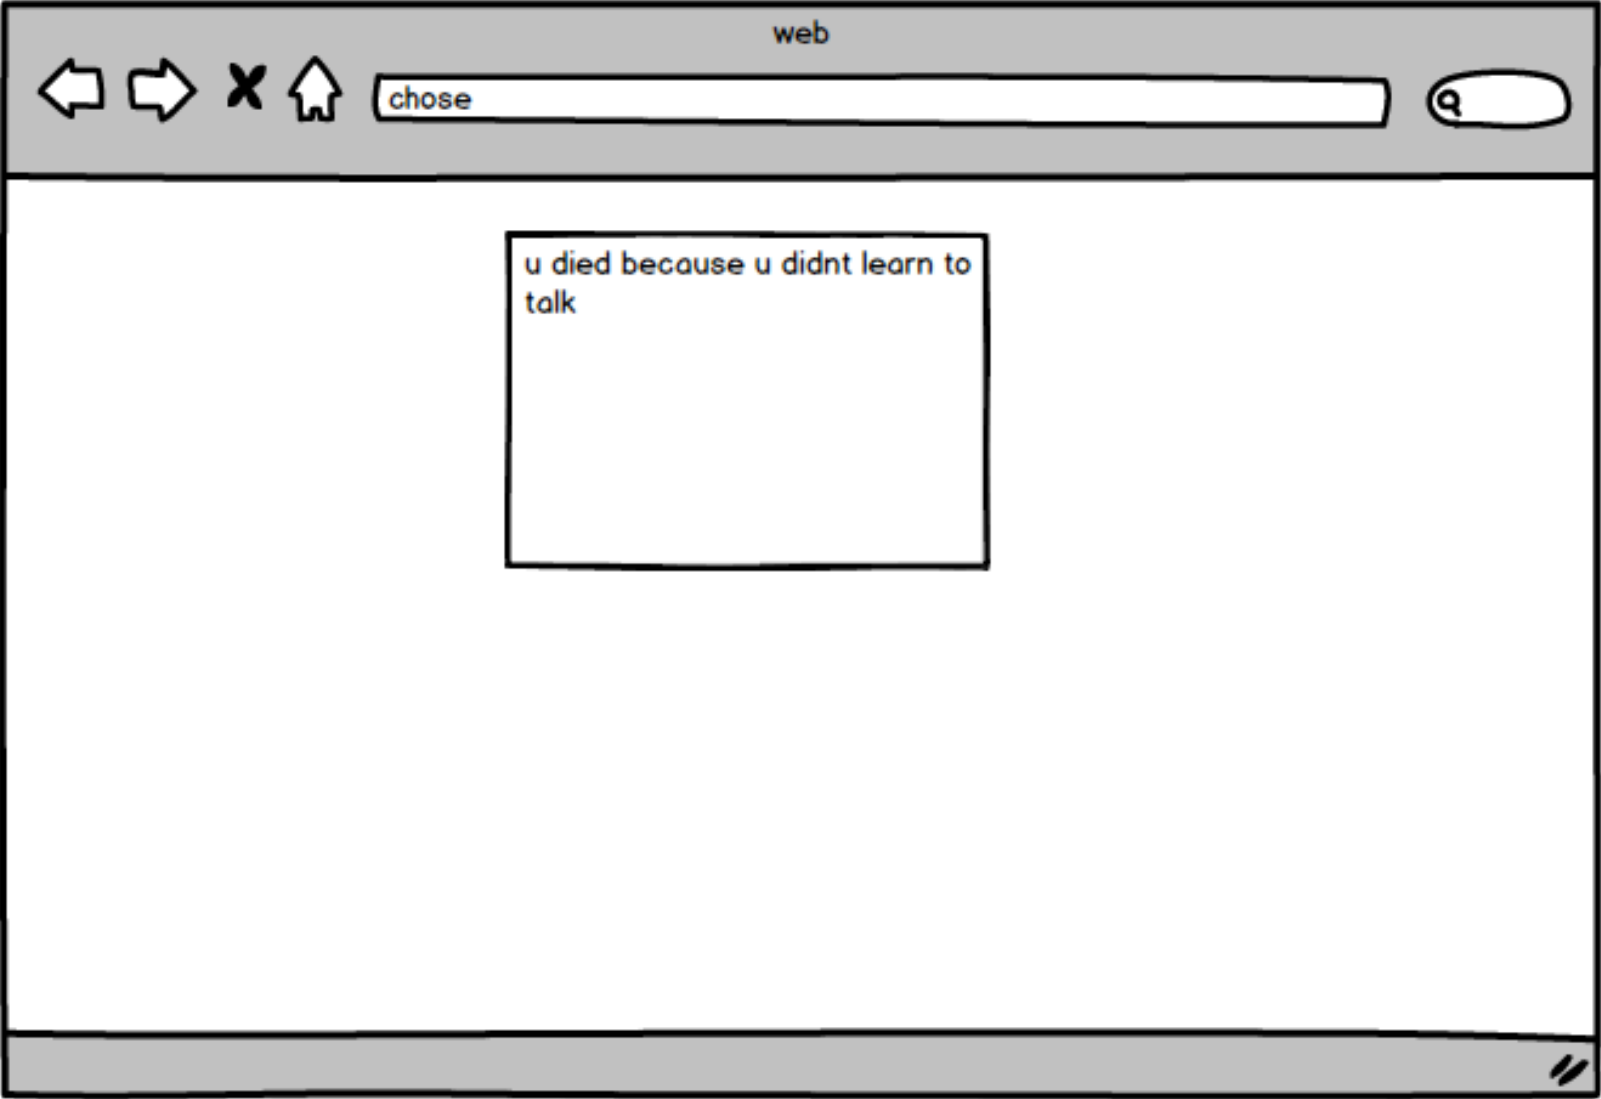 web
chose
u died because u didnt learn to
talk